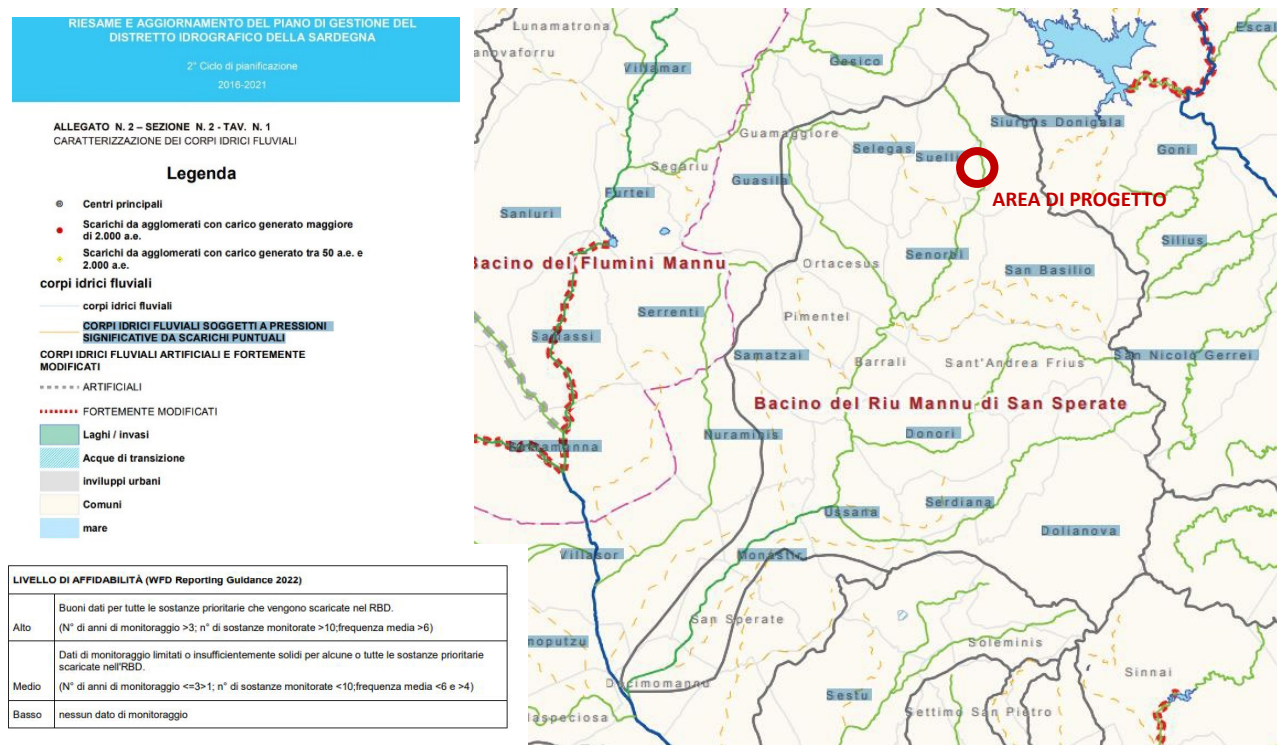 RIESAME E AGGIORNAMENTO DEL PIANO DI GESTIONE DEL
DISTRETTO IDROGRAFICO DELLA SARDEGNA
2° Ciclo di pianificazione
2016-2021
ALLEGATO N. 2 – SEZIONE N. 2 - TAV. N. 1
CARATTERIZZAZIONE DEI CORPI IDRICI FLUVIALI
Legenda
Centri principali
Scarichi da agglomerati con carico generato maggiore
di 2.000 a.e.
Scarichi da agglomerati con carico generato tra 50 a.e. e
2.000 a.e.
corpi idrici fluviali
corpi idrici fluviali
CORPI IDRICI FLUVIALI SOGGETTI A PRESSIONI
SIGNIFICATIVE DA SCARICHI PUNTUALI
CORPI IDRICI FLUVIALI ARTIFICIALI E FORTEMENTE
MODIFICATI
ARTIFICIALI
FORTEMENTE MODIFICATI
Laghi / invasi
Acque di transizione
inviluppi urbani
Comuni
mare
LIVELLO DI AFFIDABILITÀ (WFD Reporting Guidance 2022)
Alto
Buoni dati per tutte le sostanze prioritarie che vengono scaricate nel RBD.
(N° di anni di monitoraggio >3; n° di sostanze monitorate >10;frequenza media >6)
Medio
Dati di monitoraggio limitati o insufficientemente solidi per alcune o tutte le sostanze prioritarie
scaricate nell'RBD.
(N° di anni di monitoraggio <=3>1; n° di sostanze monitorate <10;frequenza media <6 e >4)
Basso
nessun dato di monitoraggio
Lunamatrona
anovaforru
Villamar
Gesico
Escal
Guamaggiore
Siurgus Donigala
Selegas
Suelli
Goni
Segariu
Guasila
Furtei
AREA DI PROGETTO
Sanluri
Silius
Senorbì
Bacino del Flumini Mannu
Ortacesus
San Basilio
Serrenti
Pimentel
Samassi
Samatzai
Barrali
Sant'Andrea Frius
San Nicolò Gerrei
Bacino del Riu Mannu di San Sperate
Nuraminis
Donori
Serramanna
Serdiana
Ussana
Dolianova
Villasor
Monastir
San Sperate
moputzu
Soleminis
Sinnai
Decimomannu
Sestu
Settimo San Pietro
laspeciosa